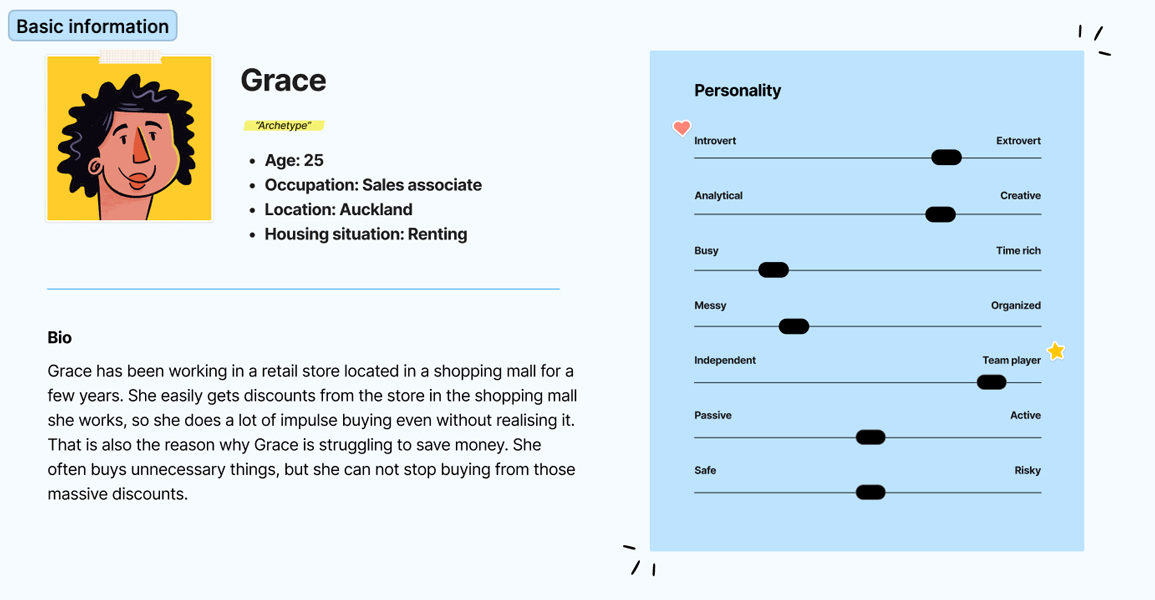 Basic information
Grace
“Archetype”
• Age: 25
• Occupation: Sales associate
• Location: Auckland
• Housing situation: Renting
Bio
Grace has been working in a retail store located in a shopping mall for a
few years. She easily gets discounts from the store in the shopping mall
she works, so she does a lot of impulse buying even without realising it.
That is also the reason why Grace is struggling to save money. She
often buys unnecessary things, but she can not stop buying from those
massive discounts.
Personality
Introvert Extrovert
Analytical Creative
Busy Time rich
Messy Organized
Independent Team player
Passive Active
Safe Risky